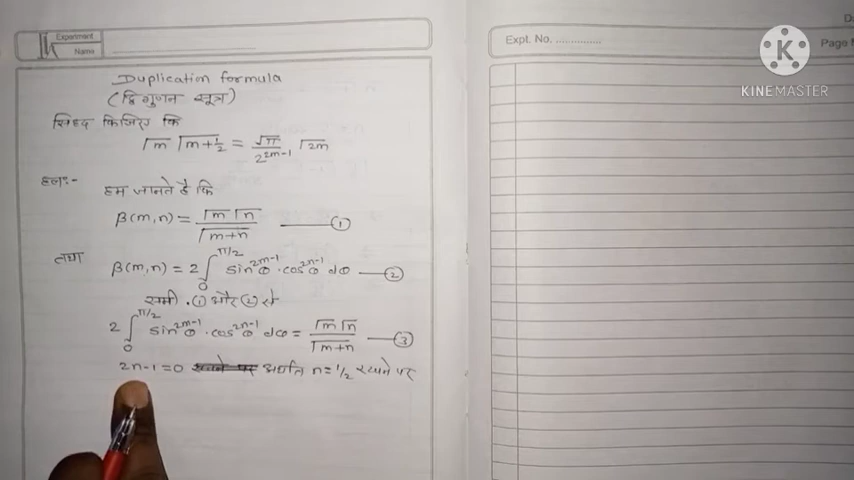 Experiment
Name
Expt. No. ..............
Page
KINEMASTER
Duplication formula
(द्विगुणन सूत्र)
सिद्ध किजिए कि
Γm Γm+½ = √π / 2^(2m-1) . Γ2m
हलः-
हम जानते है कि
β(m,n) = Γm Γn / Γm+n —— ①
तथा
β(m,n) = 2 ∫₀^(π/2) sin^(2m-1)θ · cos^(2n-1)θ dθ —— ②
समी. ① और ② से
2 ∫₀^(π/2) sin^(2m-1)θ · cos^(2n-1)θ dθ = Γm Γn / Γm+n —— ③
2n-1 = 0 अर्थात n = 1/2 रखने पर